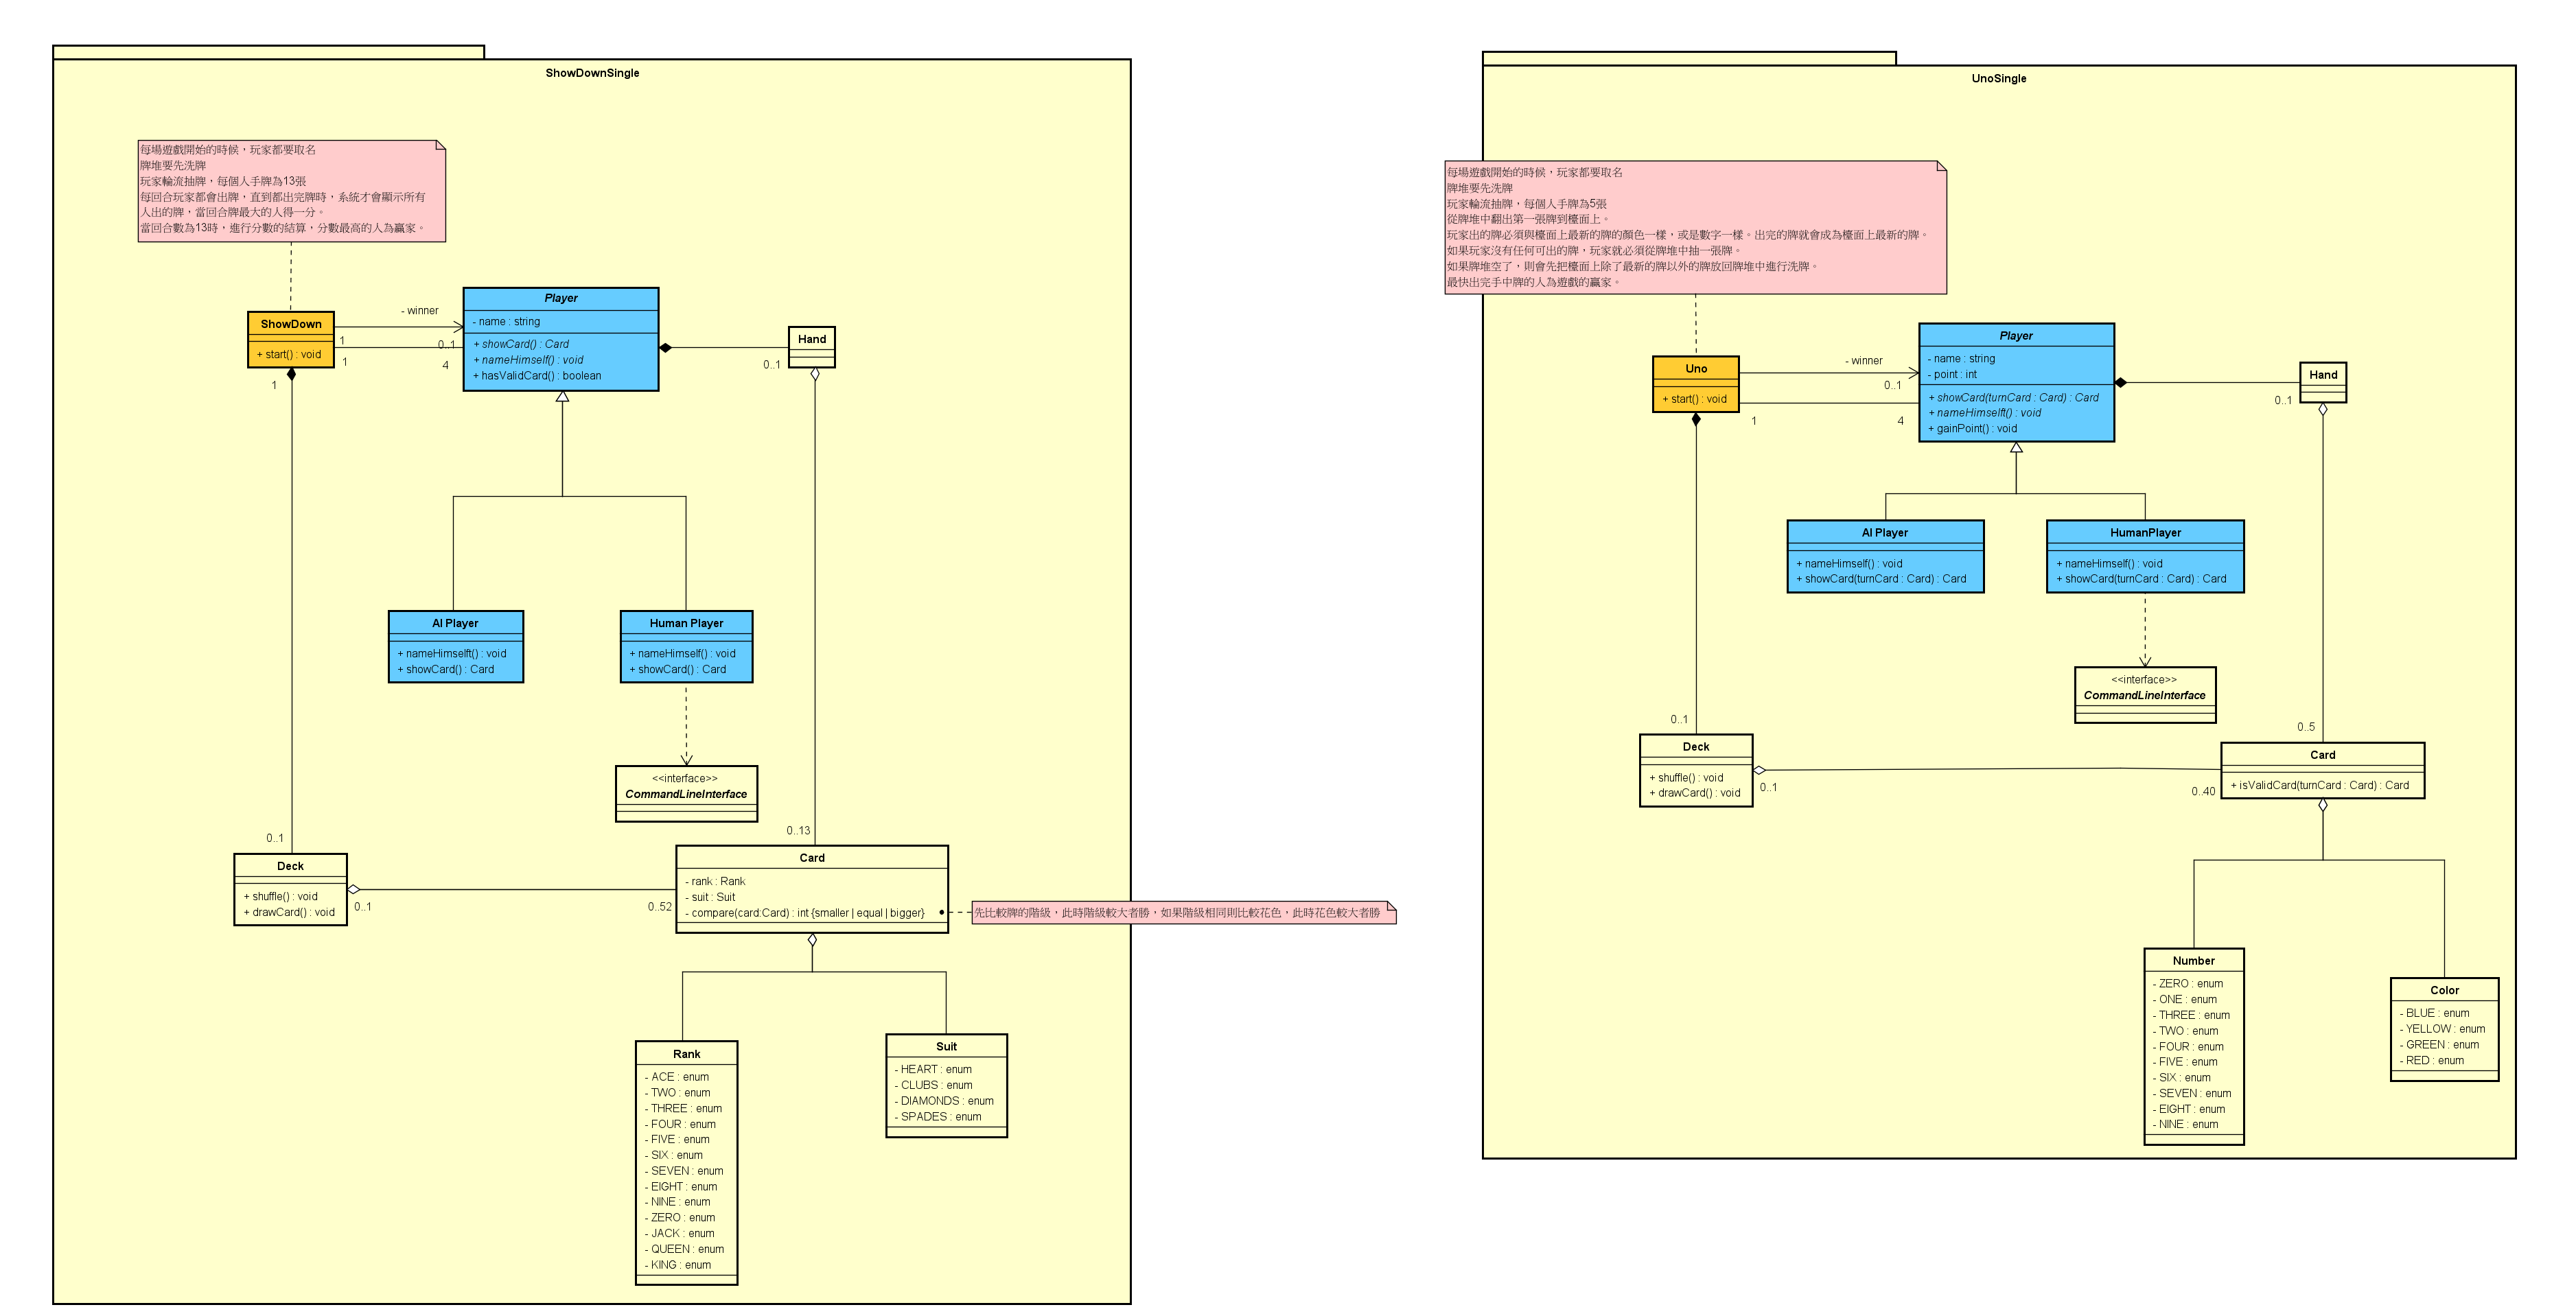 ShowDownSingle
每場遊戲開始的時候，玩家都要取名
牌堆要先洗牌
玩家輪流抽牌，每個人手牌為13張
每回合玩家都會出牌，直到都出完牌時，系統才會顯示所有
人出的牌，當回合牌最大的人得一分。
當回合數為13時，進行分數的結算，分數最高的人為贏家。
ShowDown
+ start() : void
- winner
1
0..1
1
4
1
Player
- name : string
+ showCard() : Card
+ nameHimself() : void
+ hasValidCard() : boolean
Hand
0..1
AI Player
+ nameHimselft() : void
+ showCard() : Card
Human Player
+ nameHimself() : void
+ showCard() : Card
<<interface>>
CommandLineInterface
0..13
0..1
Deck
+ shuffle() : void
+ drawCard() : void
0..1
0..52
Card
- rank : Rank
- suit : Suit
- compare(card:Card) : int {smaller | equal | bigger}
先比較牌的階級，此時階級較大者勝，如果階級相同則比較花色，此時花色較大者勝
Rank
- ACE : enum
- TWO : enum
- THREE : enum
- FOUR : enum
- FIVE : enum
- SIX : enum
- SEVEN : enum
- EIGHT : enum
- NINE : enum
- ZERO : enum
- JACK : enum
- QUEEN : enum
- KING : enum
Suit
- HEART : enum
- CLUBS : enum
- DIAMONDS : enum
- SPADES : enum
UnoSingle
每場遊戲開始的時候，玩家都要取名
牌堆要先洗牌
玩家輪流抽牌，每個人手牌為5張
從牌堆中翻出第一張牌到檯面上。
玩家出的牌必須與檯面上最新的牌的顏色一樣，或是數字一樣。出完的牌就會成為檯面上最新的牌。
如果玩家沒有任何可出的牌，玩家就必須從牌堆中抽一張牌。
如果牌堆空了，則會先把檯面上除了最新的牌以外的牌放回牌堆中進行洗牌。
最快出完手中牌的人為遊戲的贏家。
Uno
+ start() : void
- winner
0..1
1
4
Player
- name : string
- point : int
+ showCard(turnCard : Card) : Card
+ nameHimselft() : void
+ gainPoint() : void
Hand
0..1
AI Player
+ nameHimself() : void
+ showCard(turnCard : Card) : Card
HumanPlayer
+ nameHimself() : void
+ showCard(turnCard : Card) : Card
<<interface>>
CommandLineInterface
0..1
0..5
Deck
+ shuffle() : void
+ drawCard() : void
0..1
0..40
Card
+ isValidCard(turnCard : Card) : Card
Number
- ZERO : enum
- ONE : enum
- THREE : enum
- TWO : enum
- FOUR : enum
- FIVE : enum
- SIX : enum
- SEVEN : enum
- EIGHT : enum
- NINE : enum
Color
- BLUE : enum
- YELLOW : enum
- GREEN : enum
- RED : enum